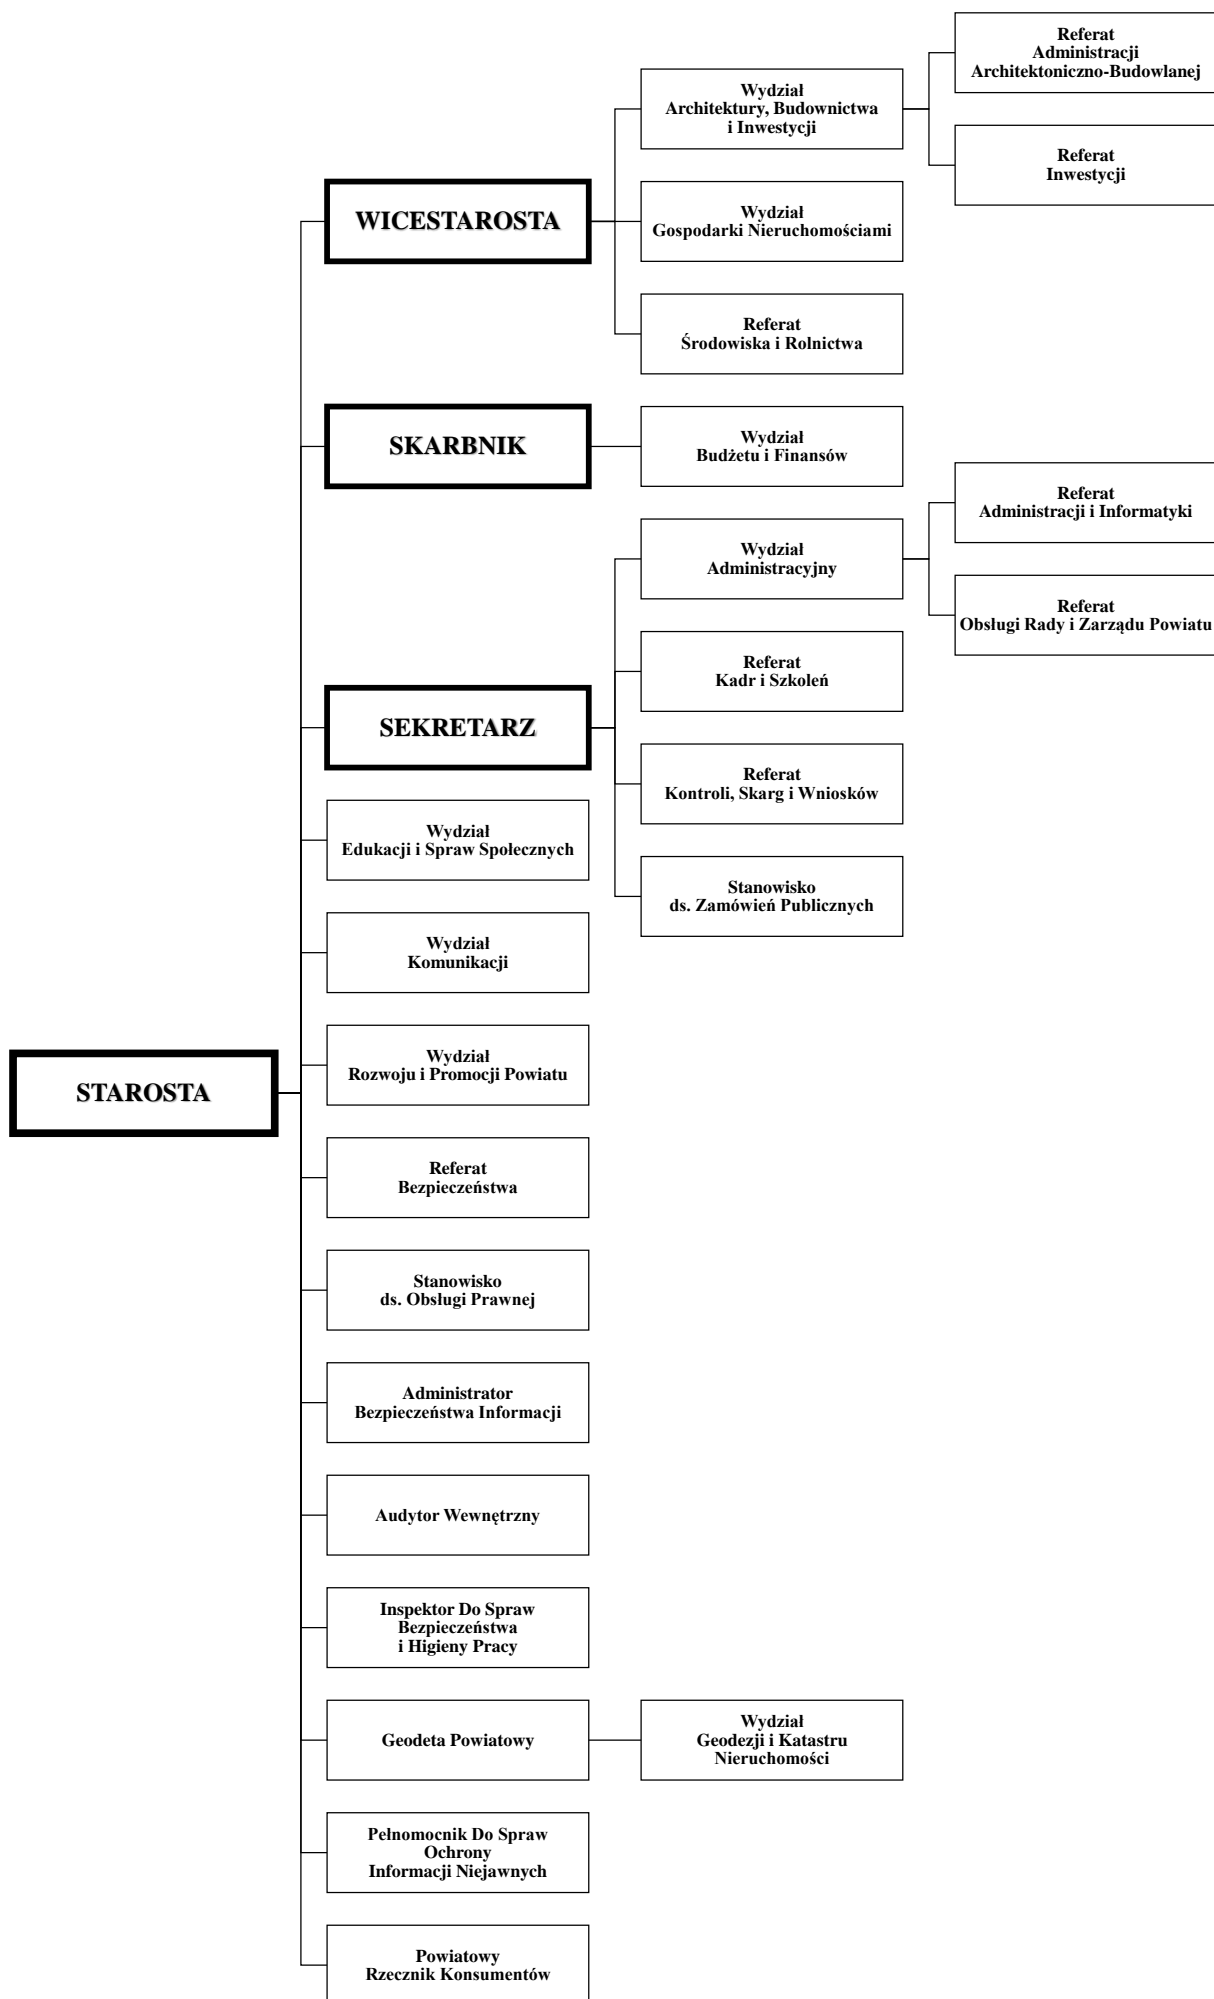 Referat
Administracji
Architektoniczno-Budowlanej
Wydział
Architektury, Budownictwa
i Inwestycji
Referat
Inwestycji
WICESTAROSTA
Wydział
Gospodarki Nieruchomościami
Referat
Środowiska i Rolnictwa
SKARBNIK
Wydział
Budżetu i Finansów
Referat
Administracji i Informatyki
Wydział
Administracyjny
Referat
Obsługi Rady i Zarządu Powiatu
Referat
Kadr i Szkoleń
SEKRETARZ
Referat
Kontroli, Skarg i Wniosków
Wydział
Edukacji i Spraw Społecznych
Stanowisko
ds. Zamówień Publicznych
Wydział
Komunikacji
Wydział
Rozwoju i Promocji Powiatu
STAROSTA
Referat
Bezpieczeństwa
Stanowisko
ds. Obsługi Prawnej
Administrator
Bezpieczeństwa Informacji
Audytor Wewnętrzny
Inspektor Do Spraw
Bezpieczeństwa
i Higieny Pracy
Geodeta Powiatowy
Wydział
Geodezji i Katastru
Nieruchomości
Pełnomocnik Do Spraw
Ochrony
Informacji Niejawnych
Powiatowy
Rzecznik Konsumentów